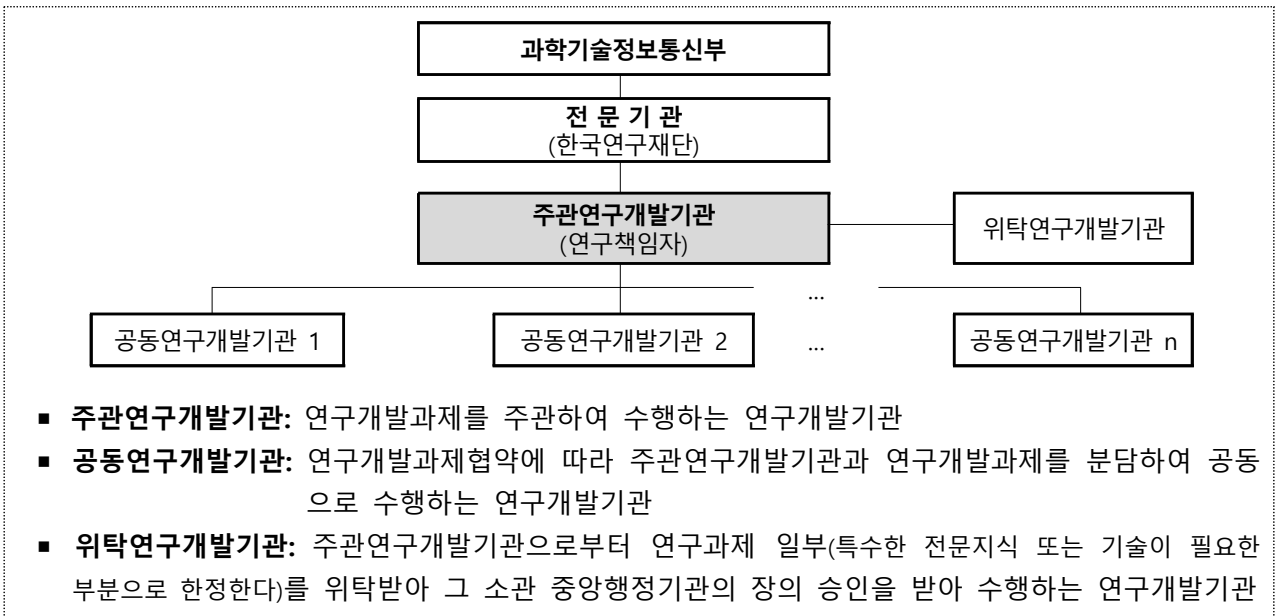 과학기술정보통신부
전 문 기 관
(한국연구재단)
주관연구개발기관
(연구책임자)
위탁연구개발기관
...
공동연구개발기관 1
공동연구개발기관 2
...
공동연구개발기관 n
▪ 주관연구개발기관: 연구개발과제를 주관하여 수행하는 연구개발기관
▪ 공동연구개발기관: 연구개발과제협약에 따라 주관연구개발기관과 연구개발과제를 분담하여 공동
으로 수행하는 연구개발기관
▪ 위탁연구개발기관: 주관연구개발기관으로부터 연구과제 일부(특수한 전문지식 또는 기술이 필요한
부분으로 한정한다)를 위탁받아 그 소관 중앙행정기관의 장의 승인을 받아 수행하는 연구개발기관